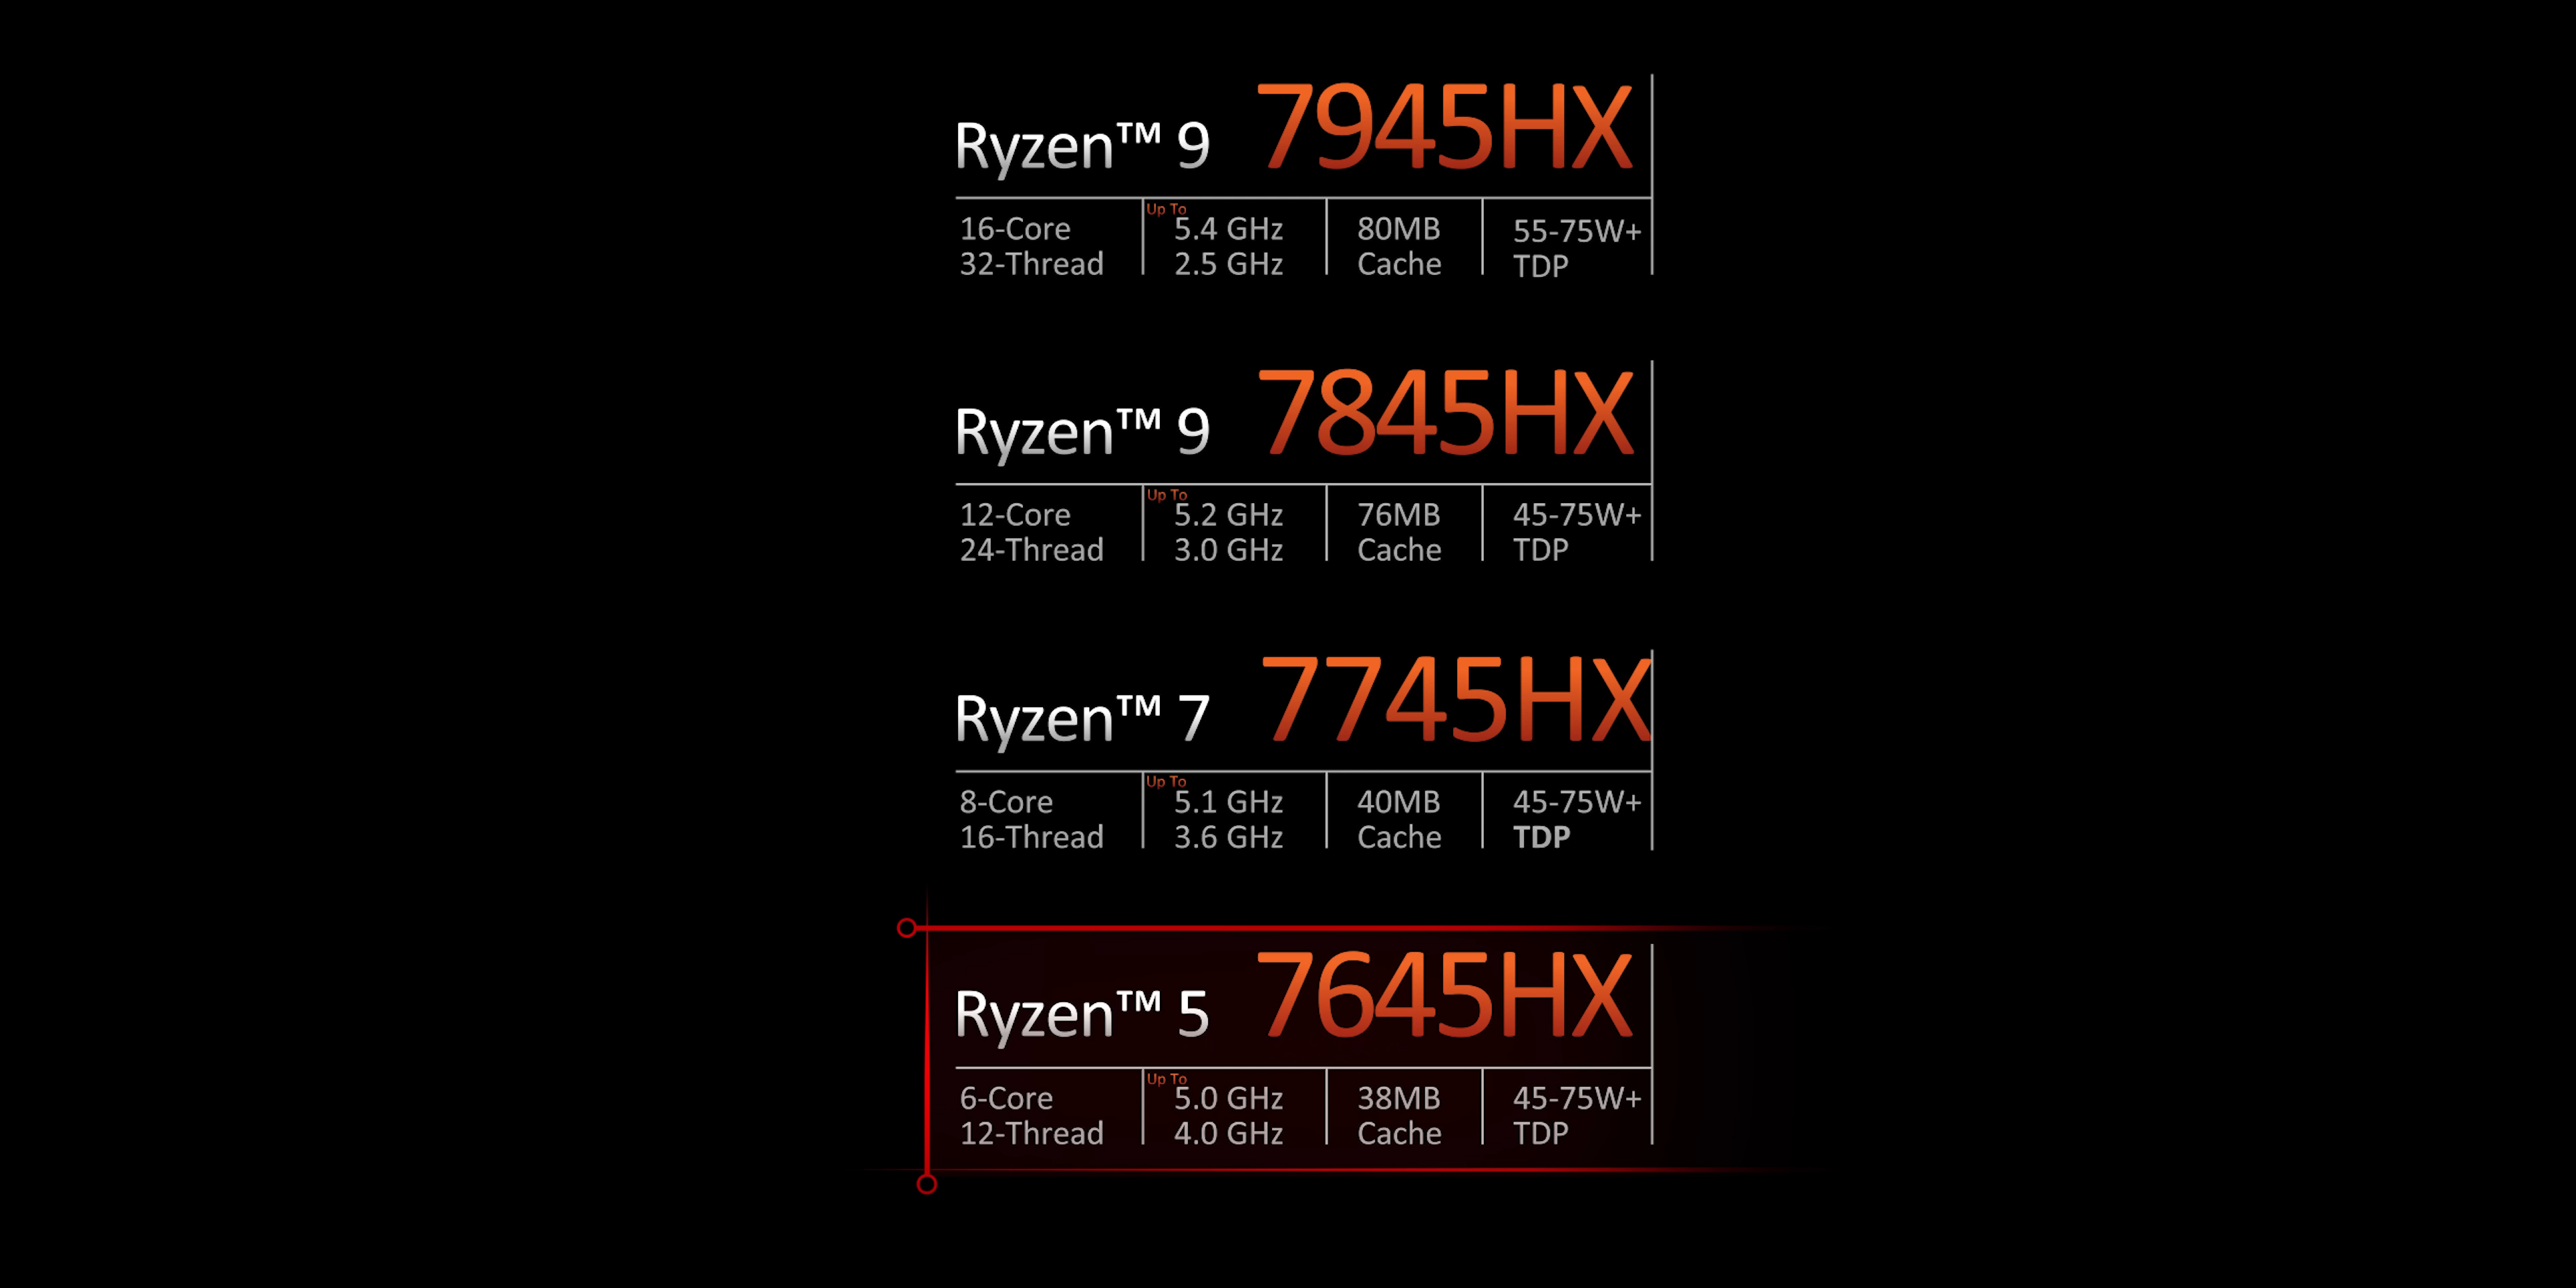 Ryzen™ 9 7945HX
Up To
16-Core 5.4 GHz 80MB 55-75W+
32-Thread 2.5 GHz Cache TDP
Ryzen™ 9 7845HX
Up To
12-Core 5.2 GHz 76MB 45-75W+
24-Thread 3.0 GHz Cache TDP
Ryzen™ 7 7745HX
Up To
8-Core 5.1 GHz 40MB 45-75W+
16-Thread 3.6 GHz Cache TDP
Ryzen™ 5 7645HX
Up To
6-Core 5.0 GHz 38MB 45-75W+
12-Thread 4.0 GHz Cache TDP